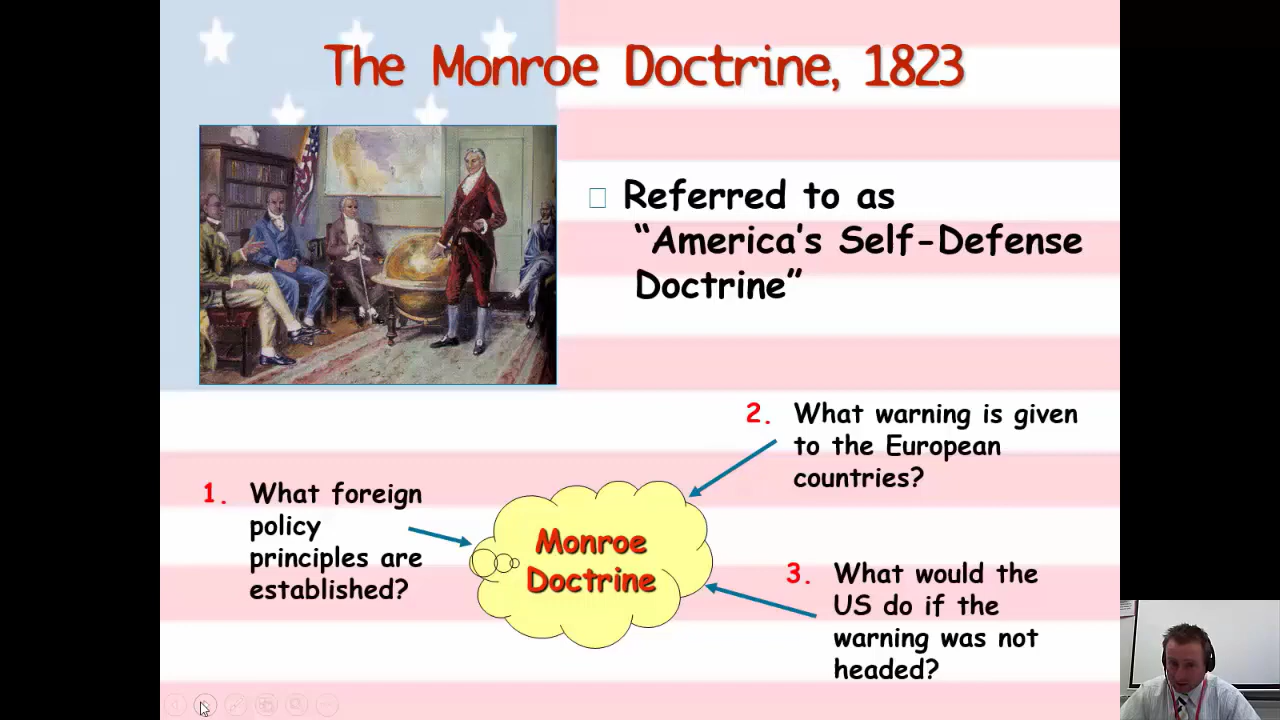 The Monroe Doctrine, 1823
Referred to as
“America’s Self-Defense
Doctrine”
2. What warning is given
to the European
countries?
1. What foreign
policy
principles are
established?
Monroe
Doctrine
3. What would the
US do if the
warning was not
headed?